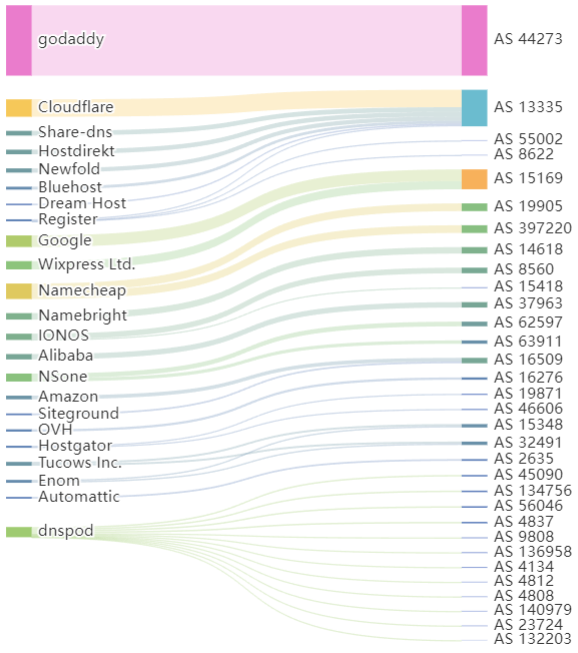 godaddy
Cloudflare
Share-dns
Hostdirekt
Newfold
Bluehost
Dream Host
Register
Google
Wixpress Ltd.
Namecheap
Namebright
IONOS
Alibaba
NSone
Amazon
Siteground
OVH
Hostgator
Tucows Inc.
Enom
Automattic
dnspod
AS 44273
AS 13335
AS 55002
AS 8622
AS 15169
AS 19905
AS 397220
AS 14618
AS 8560
AS 15418
AS 37963
AS 62597
AS 63911
AS 16509
AS 16276
AS 19871
AS 46606
AS 15348
AS 32491
AS 2635
AS 45090
AS 134756
AS 56046
AS 4837
AS 9808
AS 136958
AS 4134
AS 4812
AS 4808
AS 140979
AS 23724
AS 132203